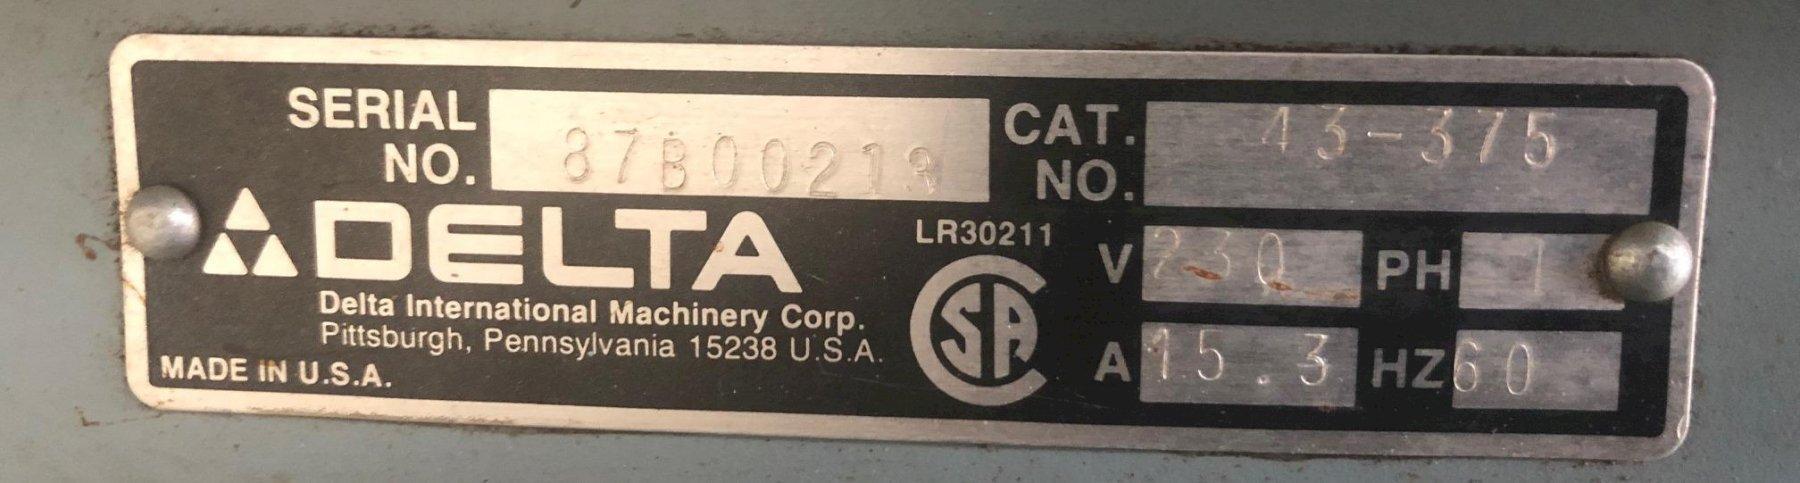 SERIAL NO. 87B00213
CAT. NO. 43-375
DELTA
LR30211
Delta International Machinery Corp.
Pittsburgh, Pennsylvania 15238 U.S.A.
MADE IN U.S.A.
CSA
V 230 PH 1
A 15.3 HZ 60